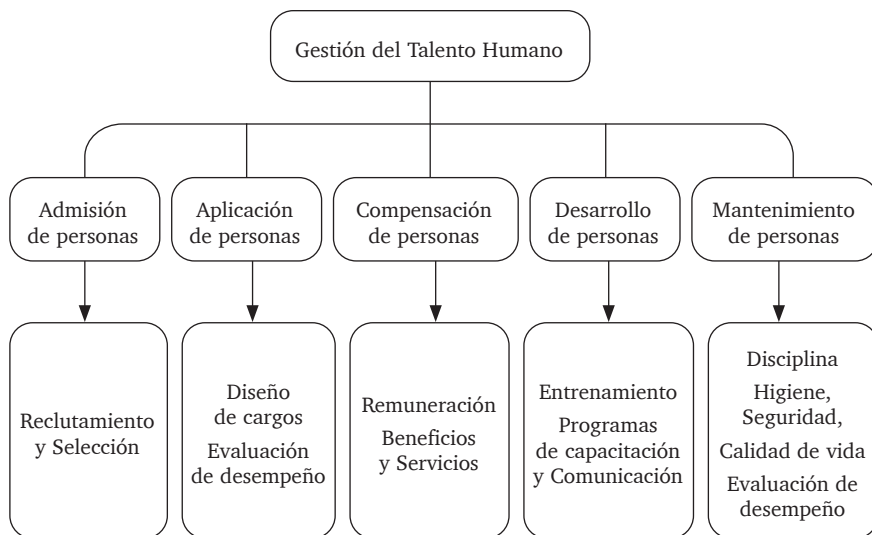 Gestión del Talento Humano
Admisión
de personas
Aplicación
de personas
Compensación
de personas
Desarrollo
de personas
Mantenimiento
de personas
Reclutamiento
y Selección
Diseño
de cargos
Evaluación
de desempeño
Remuneración
Beneficios
y Servicios
Entrenamiento
Programas
de capacitación
y Comunicación
Disciplina
Higiene,
Seguridad,
Calidad de vida
Evaluación de
desempeño